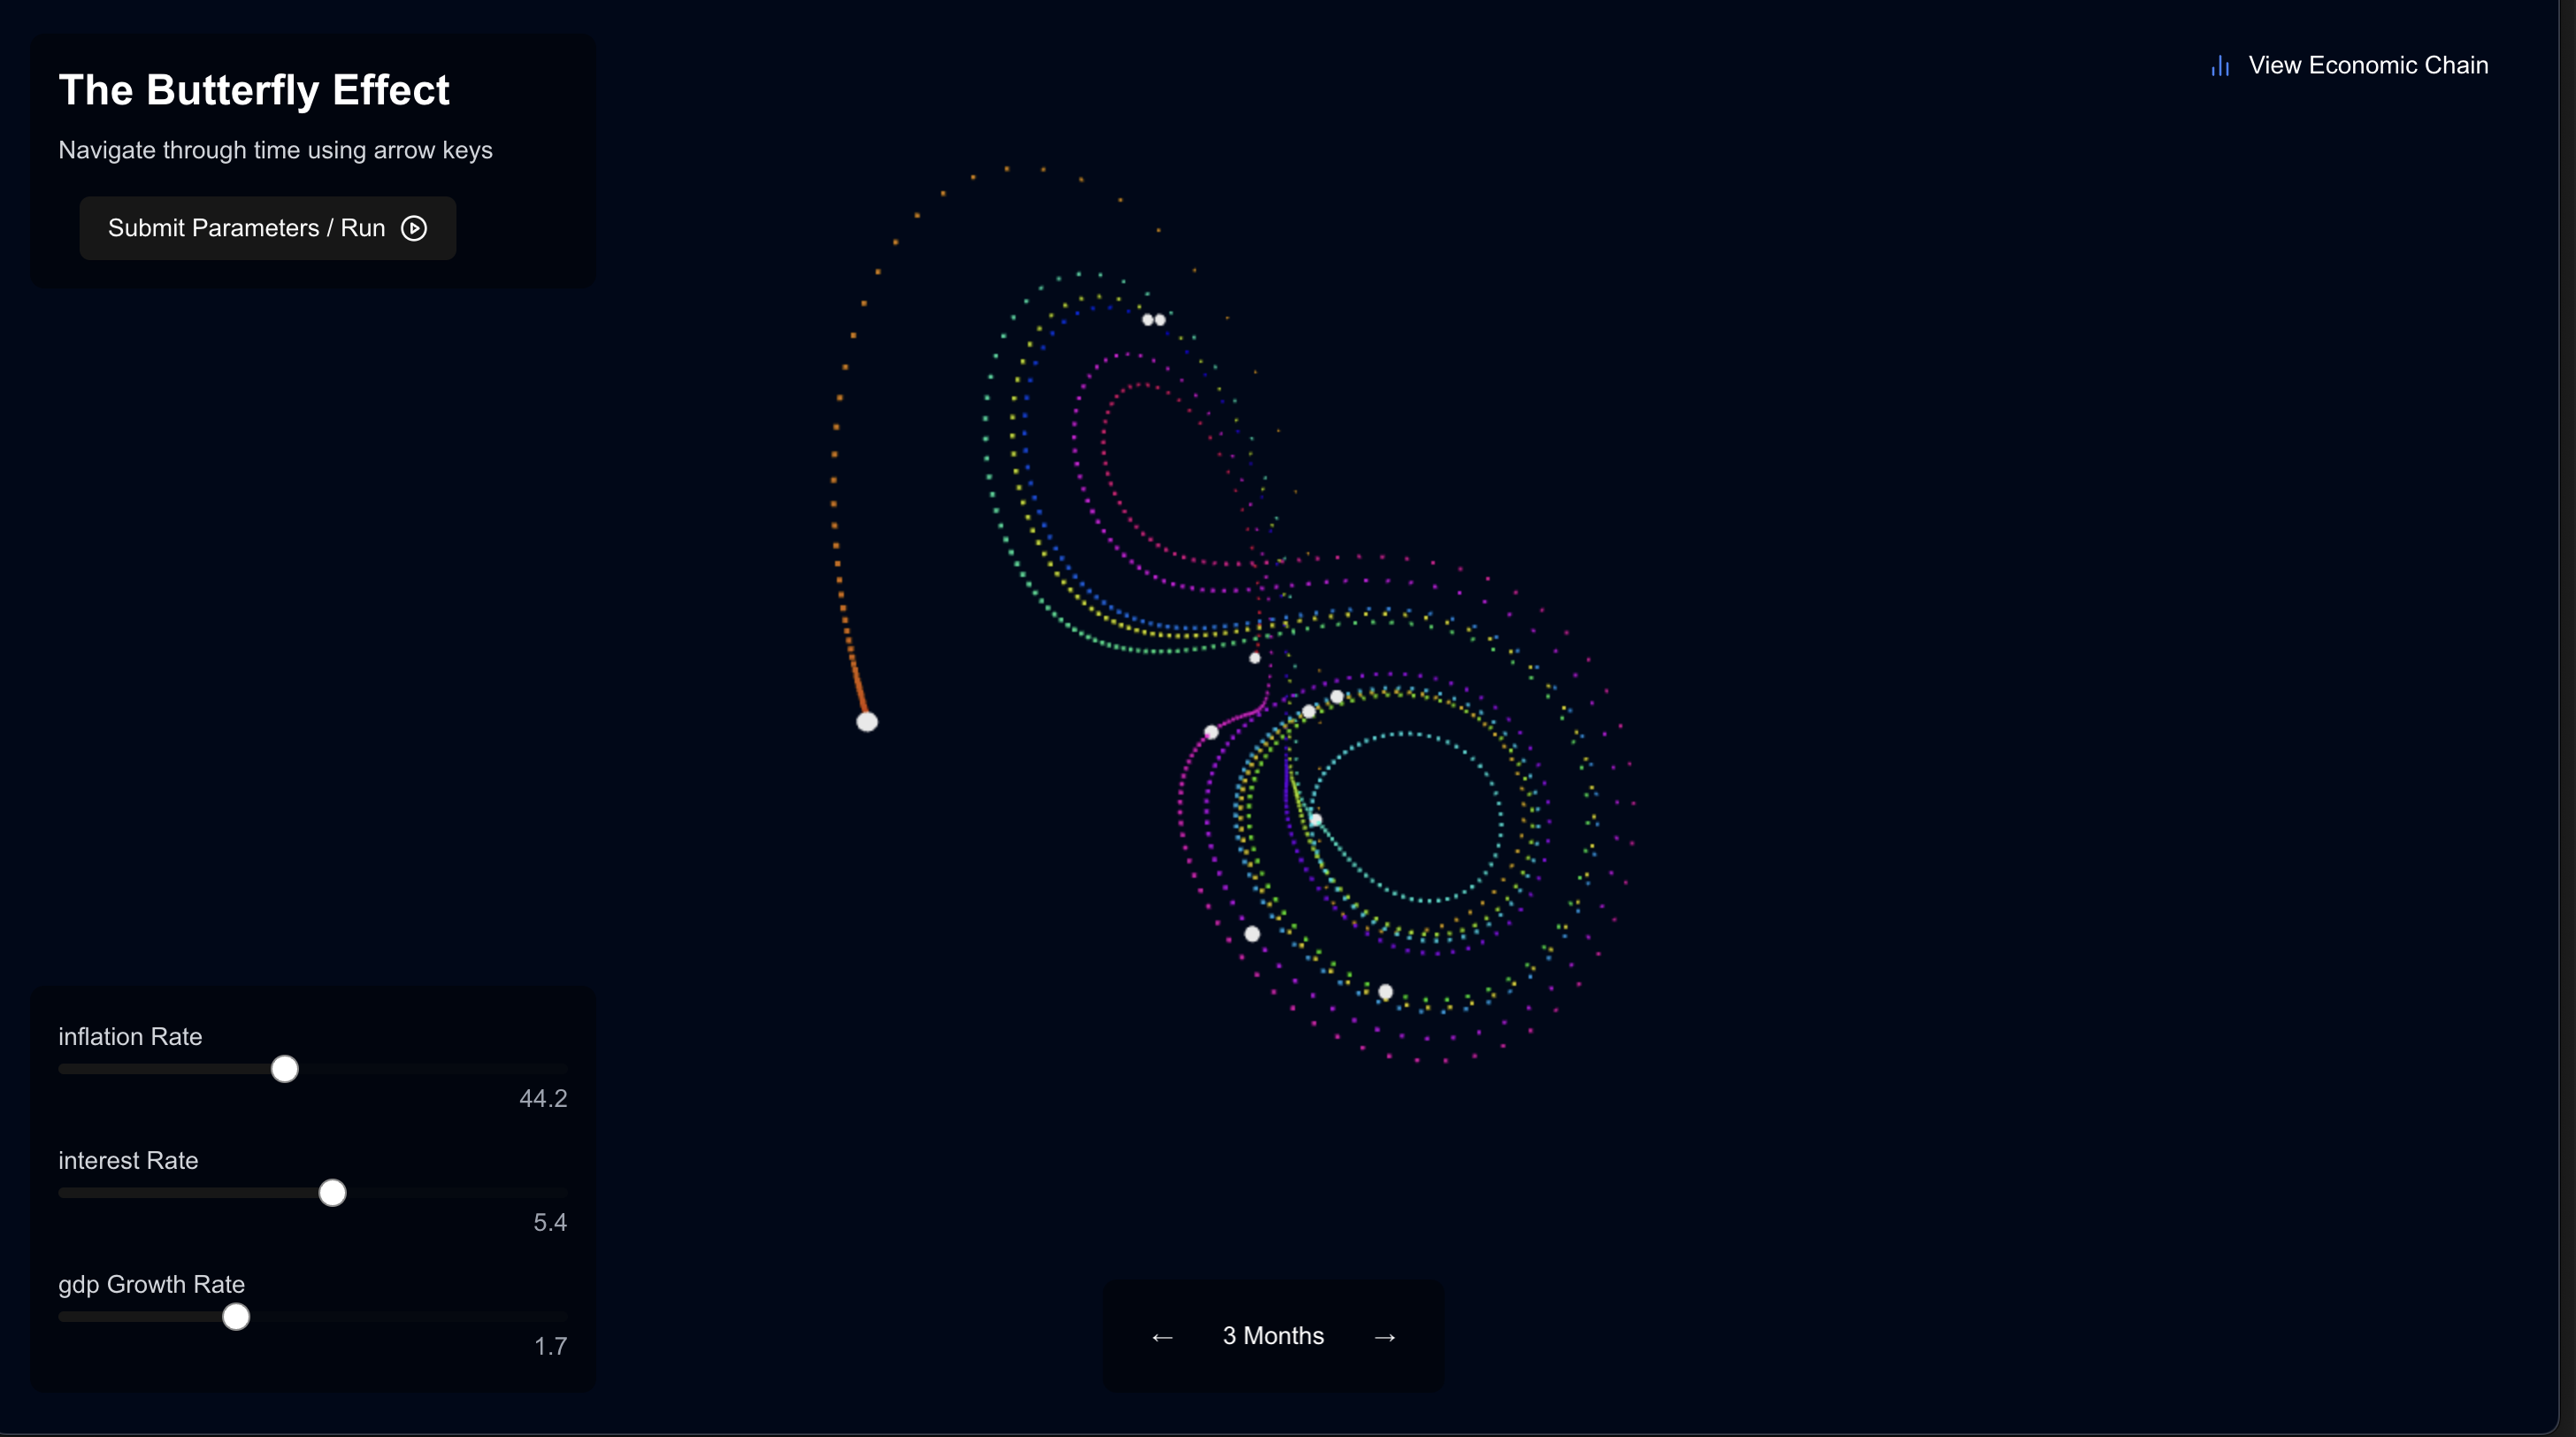 The Butterfly Effect
Navigate through time using arrow keys
Submit Parameters / Run
View Economic Chain
inflation Rate
44.2
interest Rate
5.4
gdp Growth Rate
1.7
← 3 Months →